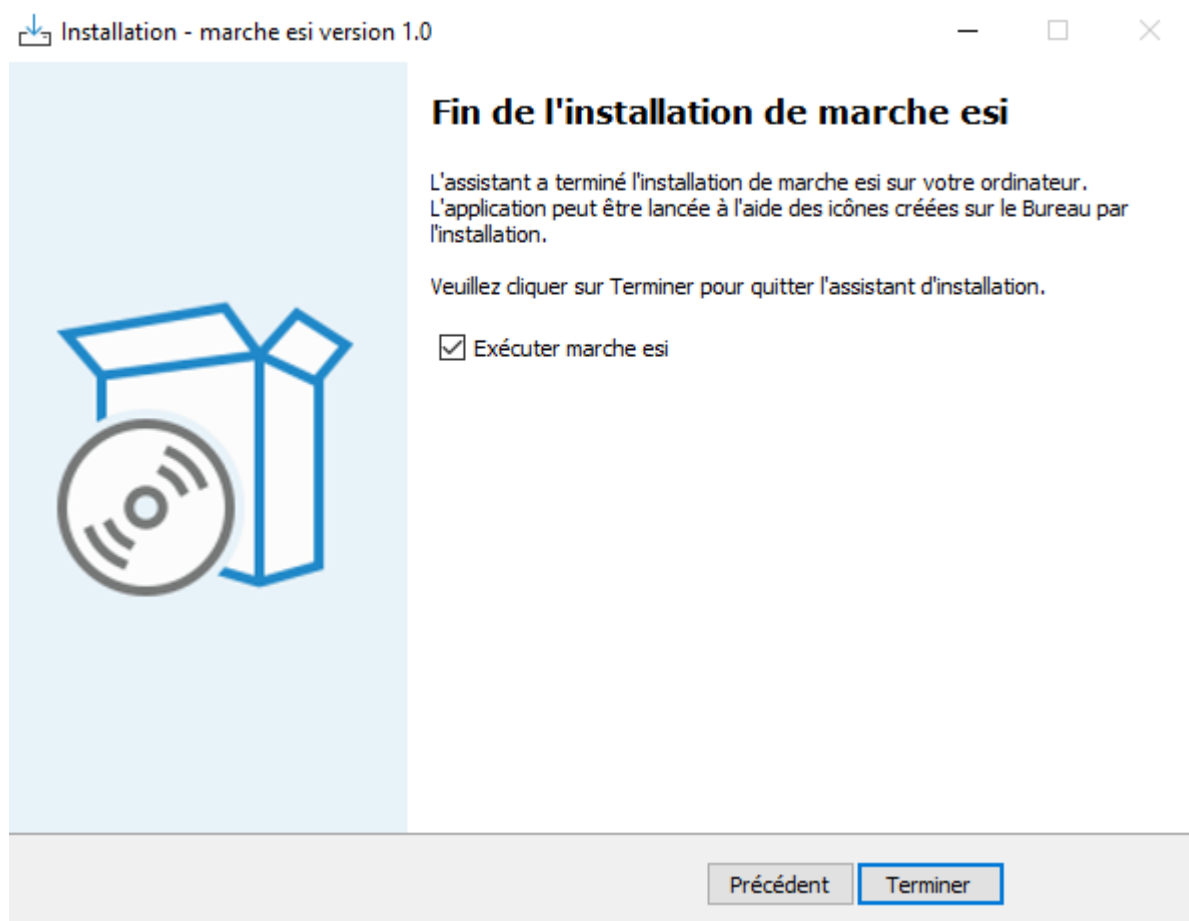 Installation - marche esi version 1.0
Fin de l'installation de marche esi
L'assistant a terminé l'installation de marche esi sur votre ordinateur.
L'application peut être lancée à l'aide des icônes créées sur le Bureau par
l'installation.
Veuillez cliquer sur Terminer pour quitter l'assistant d'installation.
Exécuter marche esi
Précédent
Terminer